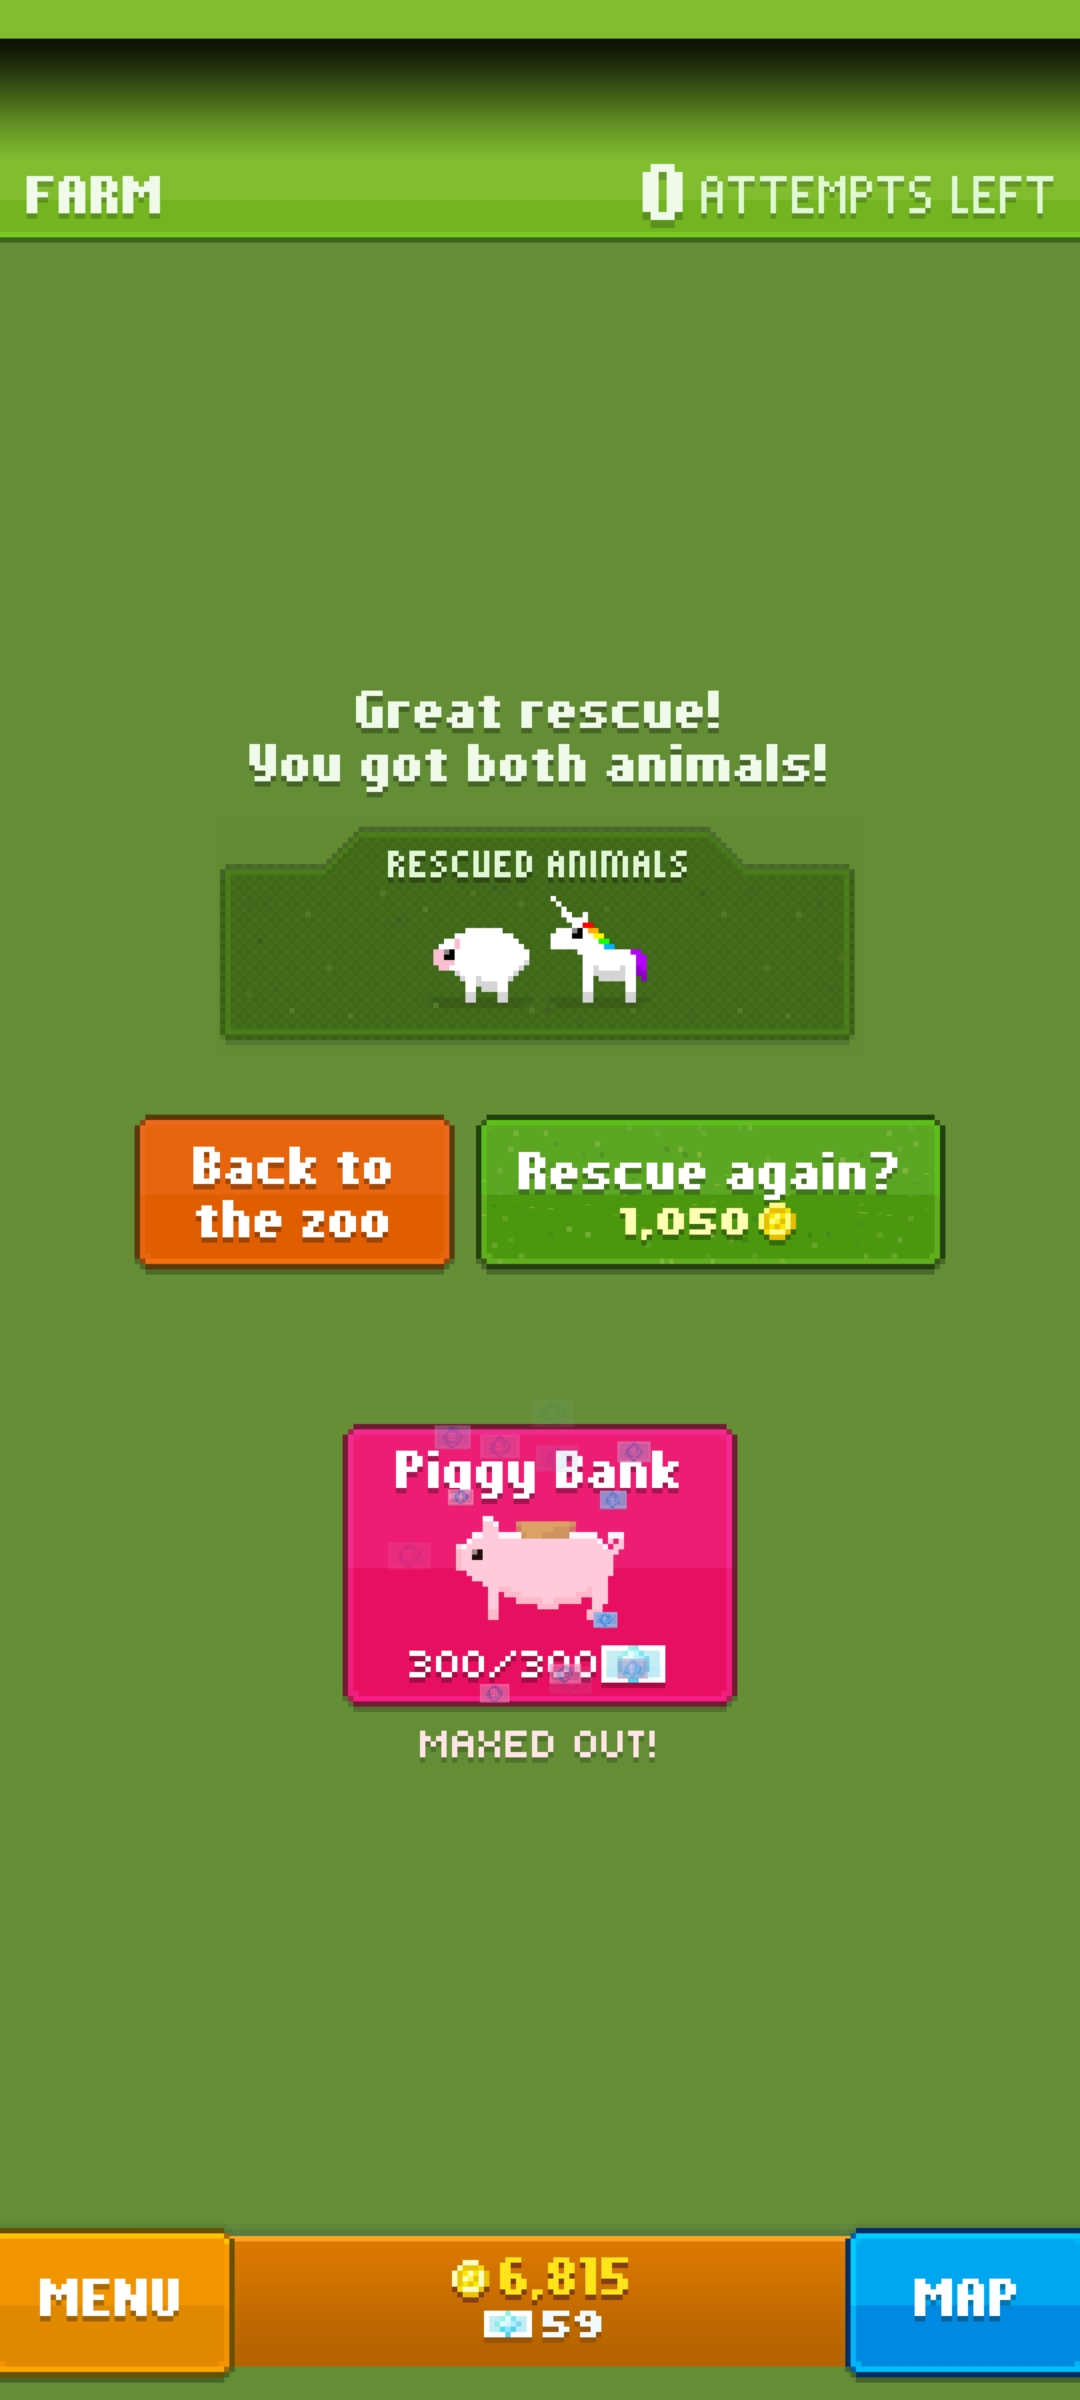 FARM
0 ATTEMPTS LEFT
Great rescue!
You got both animals!
RESCUED ANIMALS
Back to
the zoo
Rescue again?
1,050
Piggy Bank
300/300
MAXED OUT!
MENU
6,815
59
MAP